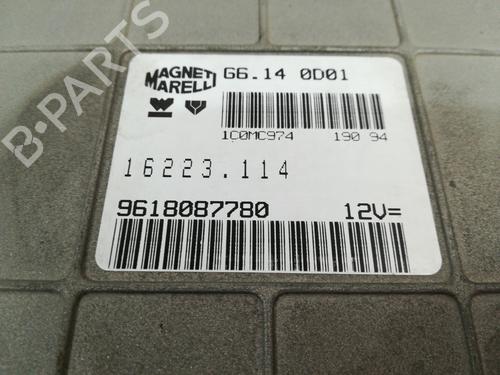 MAGNETI
MARELLI
G6.14 0D01
1C0MC974 190 94
16223.114
9618087780 12V=
B-PARTS